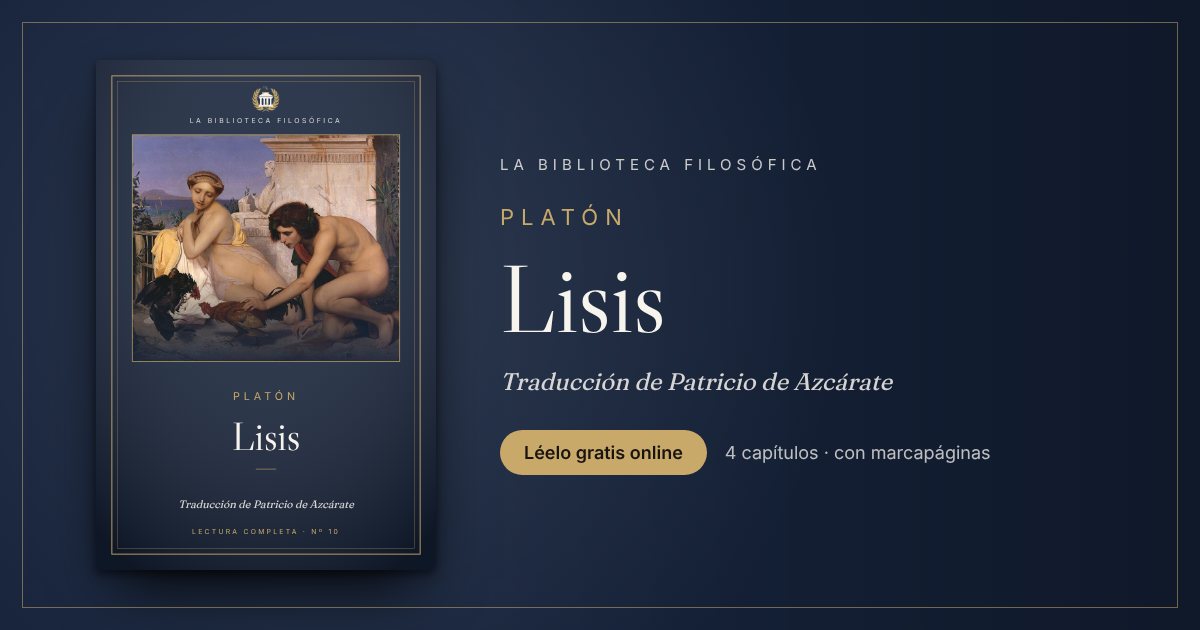 LA BIBLIOTECA FILOSÓFICA
PLATÓN
Lisis
Traducción de Patricio de Azcárate
LECTURA COMPLETA · Nº 10
LA BIBLIOTECA FILOSÓFICA
PLATÓN
Lisis
Traducción de Patricio de Azcárate
Léelo gratis online
4 capítulos · con marcapáginas